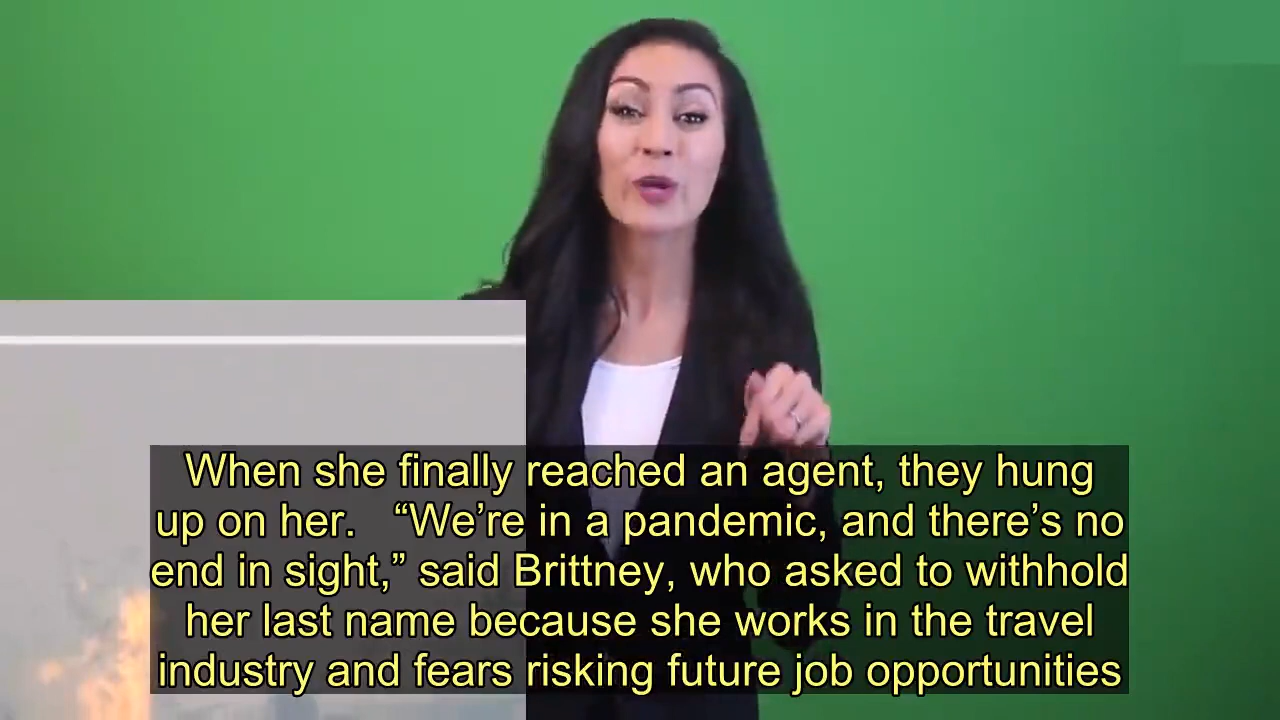 When she finally reached an agent, they hung
up on her.   “We’re in a pandemic, and there’s no
end in sight,” said Brittney, who asked to withhold
her last name because she works in the travel
industry and fears risking future job opportunities